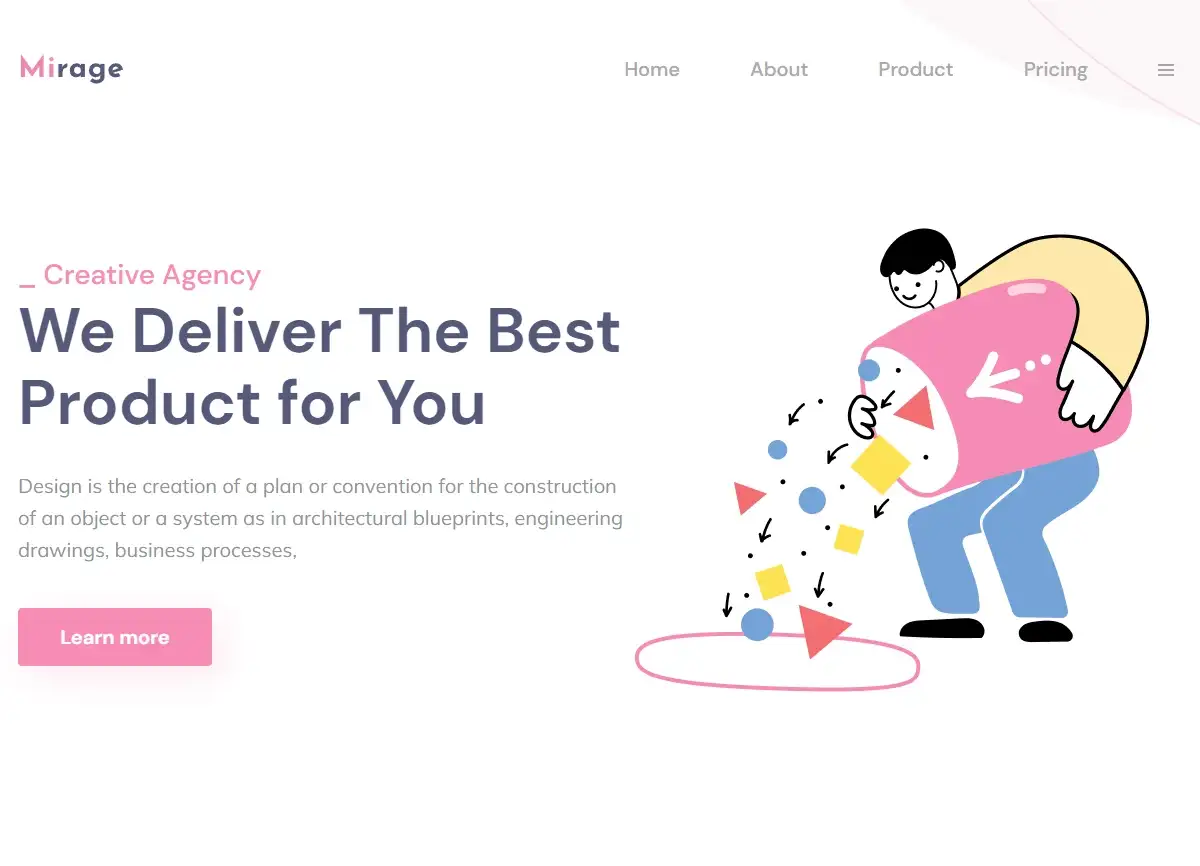 Mirage
Home About Product Pricing
_ Creative Agency
We Deliver The Best
Product for You
Design is the creation of a plan or convention for the construction
of an object or a system as in architectural blueprints, engineering
drawings, business processes,
Learn more